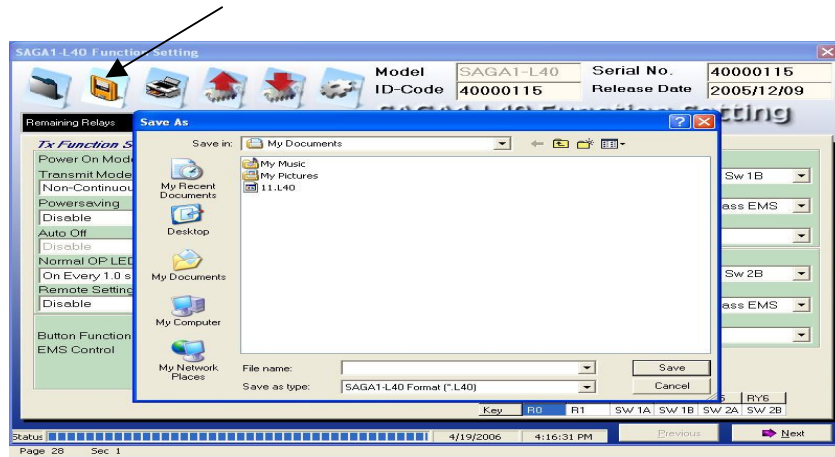 SAGA1-L40 Function Setting
Model SAGA1-L40 Serial No. 40000115
ID-Code 40000115 Release Date 2005/12/09
Setting
Remaining Relays
Save As
Tx Function S
Save in: My Documents
Power On Mod
Transmit Mode
Non-Continuou
Powersaving
Disable
Auto Off
Disable
Normal OP LED
On Every 1.0 s
Remote Setting
Disable
Button Function
EMS Control
My Recent Documents
Desktop
My Documents
My Computer
My Network Places
My Music
My Pictures
11.L40
File name: Save
Save as type: SAGA1-L40 Format (*.L40) Cancel
Sw 1B
ass EMS
Sw 2B
ass EMS
RY6
Key R0 R1 SW 1A SW 1B SW 2A SW 2B
Status 4/19/2006 4:16:31 PM Previous Next
Page 28 Sec 1